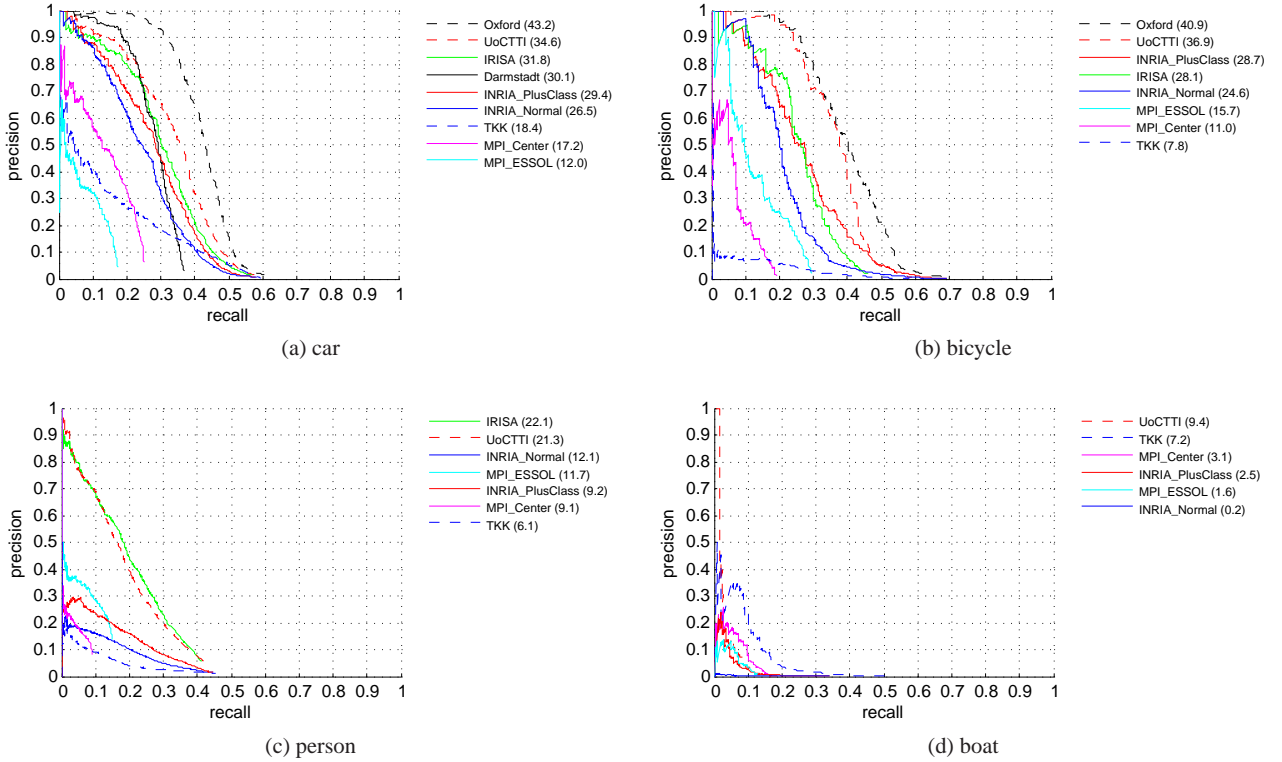 1
0.9
0.8
0.7
0.6
0.5
0.4
0.3
0.2
0.1
0
precision
0 0.1 0.2 0.3 0.4 0.5 0.6 0.7 0.8 0.9 1
recall
Oxford (43.2)
UoCTTI (34.6)
IRISA (31.8)
Darmstadt (30.1)
INRIA_PlusClass (29.4)
INRIA_Normal (26.5)
TKK (18.4)
MPI_Center (17.2)
MPI_ESSOL (12.0)
(a) car
1
0.9
0.8
0.7
0.6
0.5
0.4
0.3
0.2
0.1
0
precision
0 0.1 0.2 0.3 0.4 0.5 0.6 0.7 0.8 0.9 1
recall
Oxford (40.9)
UoCTTI (36.9)
INRIA_PlusClass (28.7)
IRISA (28.1)
INRIA_Normal (24.6)
MPI_ESSOL (15.7)
MPI_Center (11.0)
TKK (7.8)
(b) bicycle
1
0.9
0.8
0.7
0.6
0.5
0.4
0.3
0.2
0.1
0
precision
0 0.1 0.2 0.3 0.4 0.5 0.6 0.7 0.8 0.9 1
recall
IRISA (22.1)
UoCTTI (21.3)
INRIA_Normal (12.1)
MPI_ESSOL (11.7)
INRIA_PlusClass (9.2)
MPI_Center (9.1)
TKK (6.1)
(c) person
1
0.9
0.8
0.7
0.6
0.5
0.4
0.3
0.2
0.1
0
precision
0 0.1 0.2 0.3 0.4 0.5 0.6 0.7 0.8 0.9 1
recall
UoCTTI (9.4)
TKK (7.2)
MPI_Center (3.1)
INRIA_PlusClass (2.5)
MPI_ESSOL (1.6)
INRIA_Normal (0.2)
(d) boat